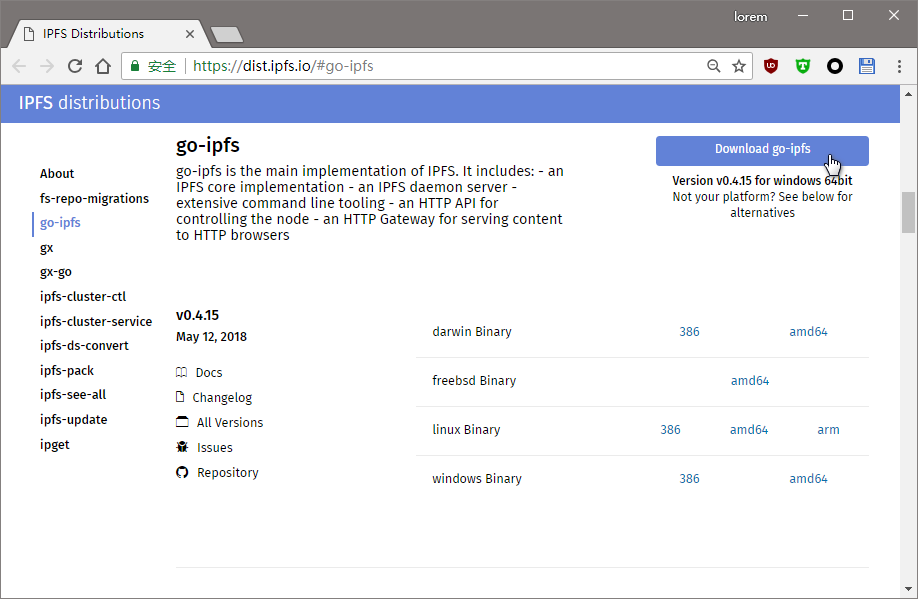 lorem
IPFS Distributions
安全
https://dist.ipfs.io/#go-ipfs
IPFS distributions
About
fs-repo-migrations
go-ipfs
gx
gx-go
ipfs-cluster-ctl
ipfs-cluster-service
ipfs-ds-convert
ipfs-pack
ipfs-see-all
ipfs-update
ipget
go-ipfs
go-ipfs is the main implementation of IPFS. It includes: - an
IPFS core implementation - an IPFS daemon server -
extensive command line tooling - an HTTP API for
controlling the node - an HTTP Gateway for serving content
to HTTP browsers
Download go-ipfs
Version v0.4.15 for windows 64bit
Not your platform? See below for
alternatives
v0.4.15
May 12, 2018
Docs
Changelog
All Versions
Issues
Repository
darwin Binary 386 amd64
freebsd Binary amd64
linux Binary 386 amd64 arm
windows Binary 386 amd64